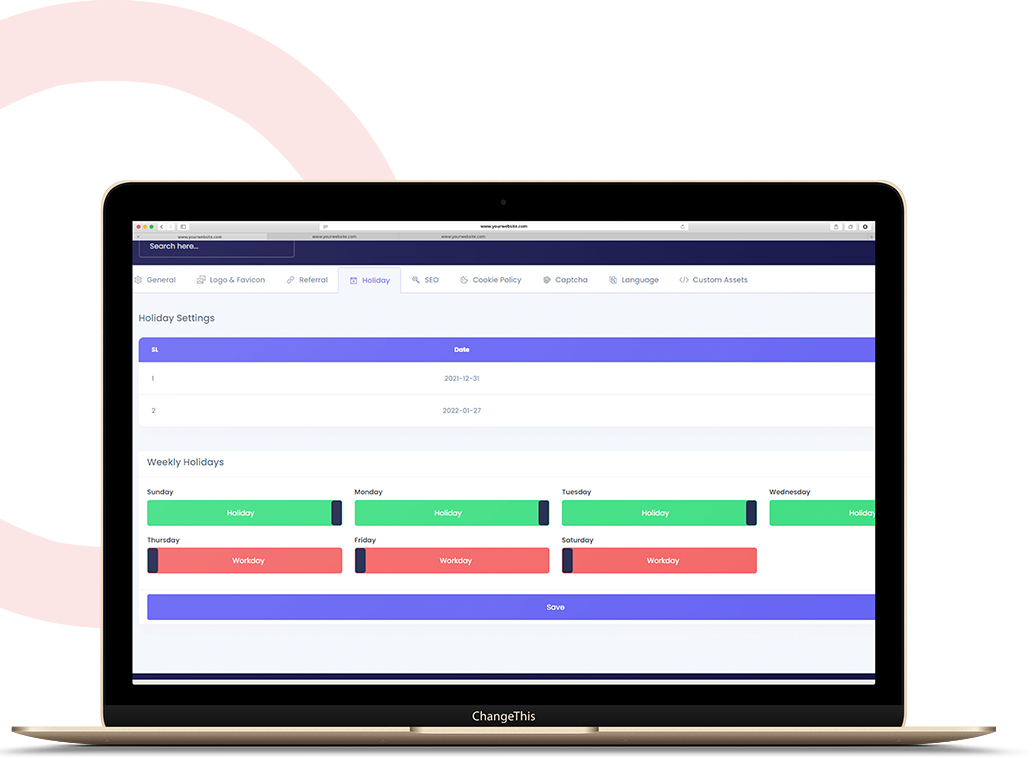 www.yourwebsite.com
www.yourwebsite.com www.yourwebsite.com www.yourwebsite.com
Search here...
General Logo & Favicon Referral Holiday SEO Cookie Policy Captcha Language Custom Assets
Holiday Settings
SL Date
1 2021-12-31
2 2022-01-27
Weekly Holidays
Sunday Monday Tuesday Wednesday
Holiday Holiday Holiday Holiday
Thursday Friday Saturday
Workday Workday Workday
Save
ChangeThis